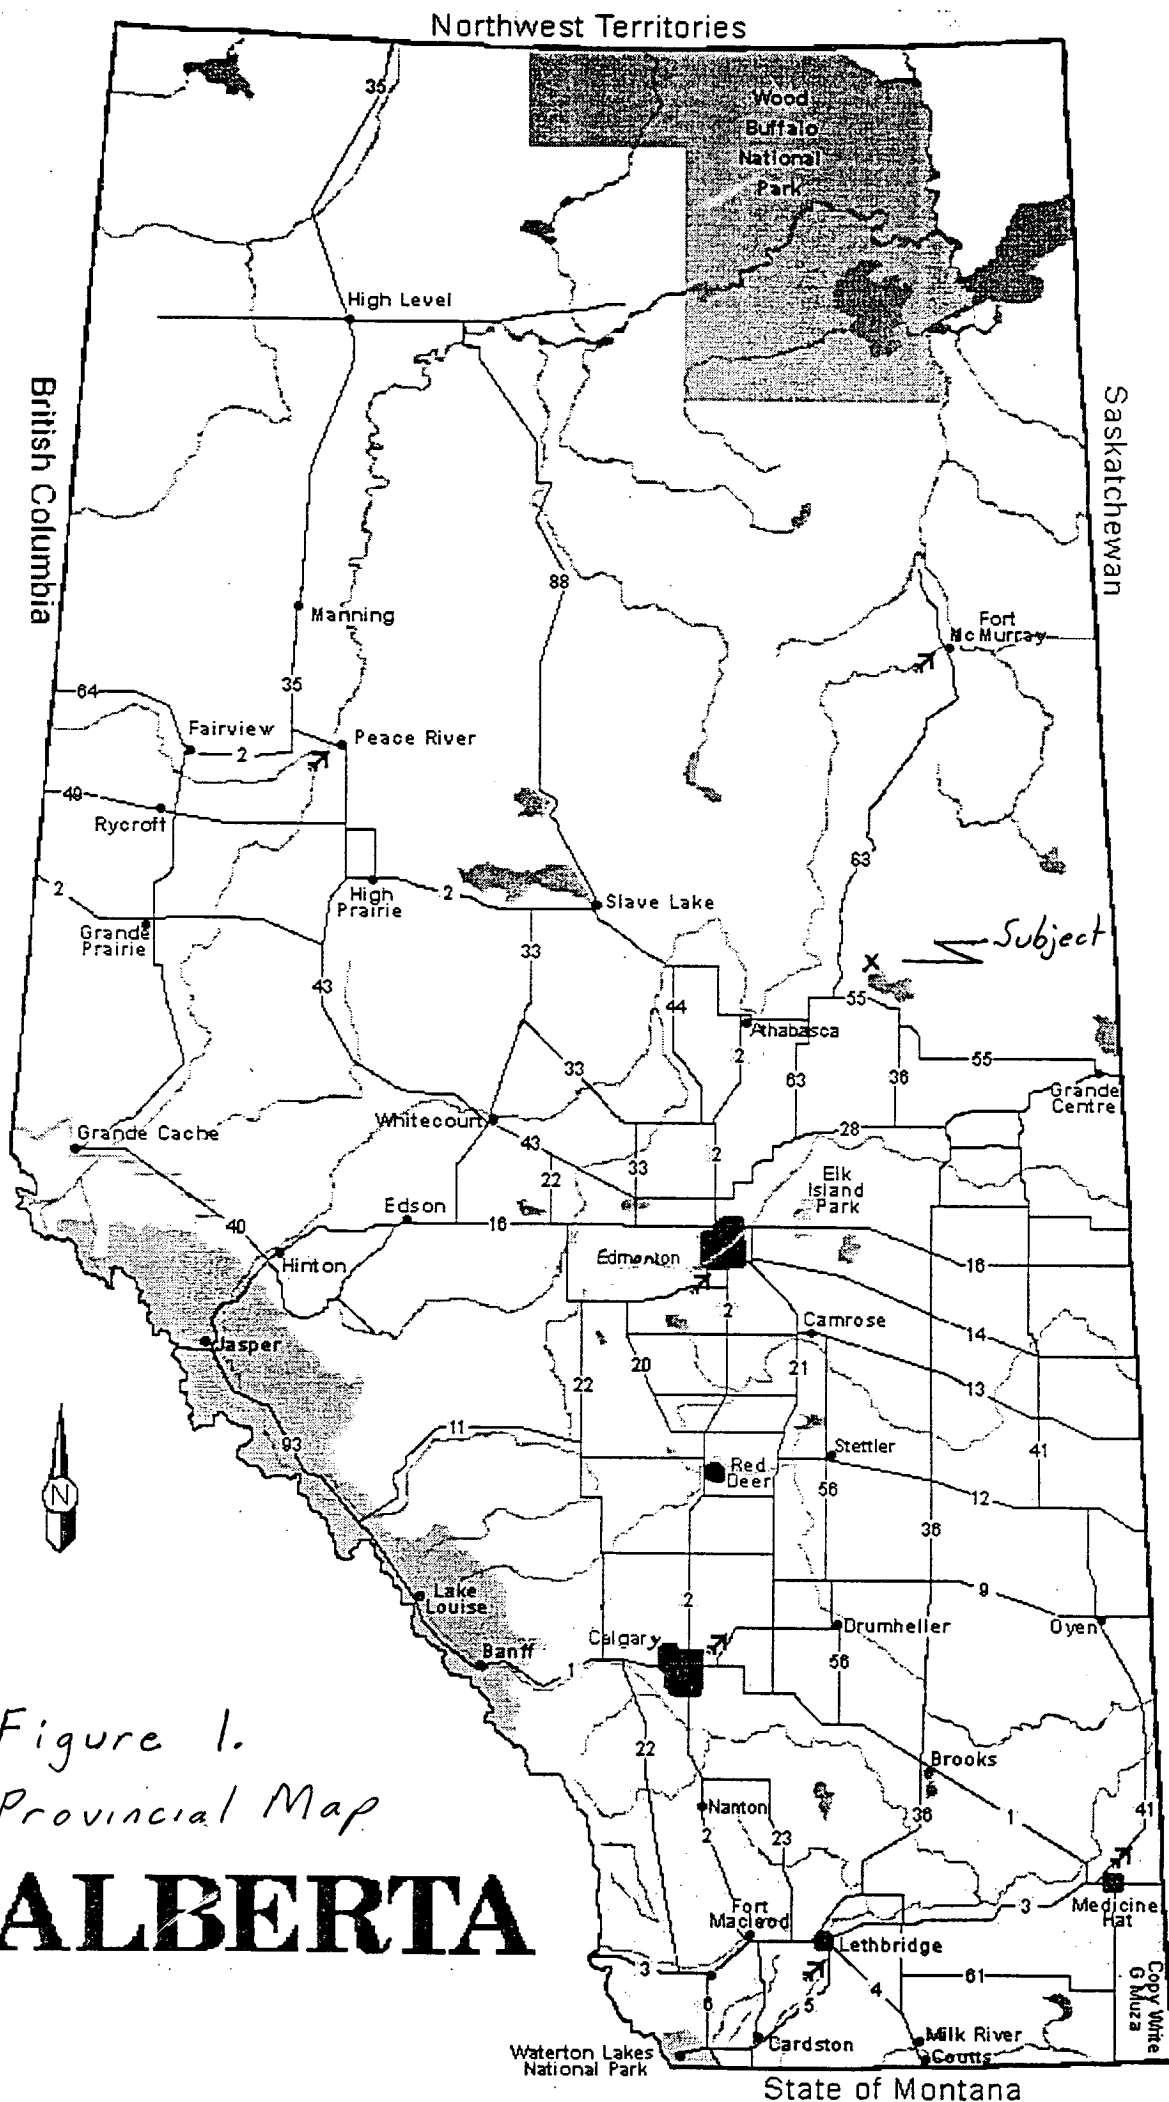 Northwest Territories
35
Wood
Buffalo
National
Park
High Level
British Columbia
Saskatchewan
88
Manning
Fort
McMurray
64
35
Fairview
2
Peace River
49
Rycroft
63
2
High
Prairie
2
Slave Lake
Grande
Prairie
33
Subject
x
43
44
55
Athabasca
2
33
63
36
55
Grande
Centre
Whitecourt
43
28
Grande Cache
33
2
22
Elk
Island
Park
Edson
16
40
Edmonton
Hinton
16
2
Camrose
14
Jasper
20
21
22
13
11
93
Stettler
41
N
Red
Deer
56
12
36
2
9
Lake
Louise
Drumheller
Oyen
Calgary
Banff
1
56
Figure 1.
Provincial Map
22
Brooks
Nanton
36
1
41
2
23
ALBERTA
Fort
Macleod
3
Medicine
Hat
Lethbridge
3
61
6
5
4
Copy Write
G Muza
Cardston
Milk River
Coutts
Waterton Lakes
National Park
State of Montana